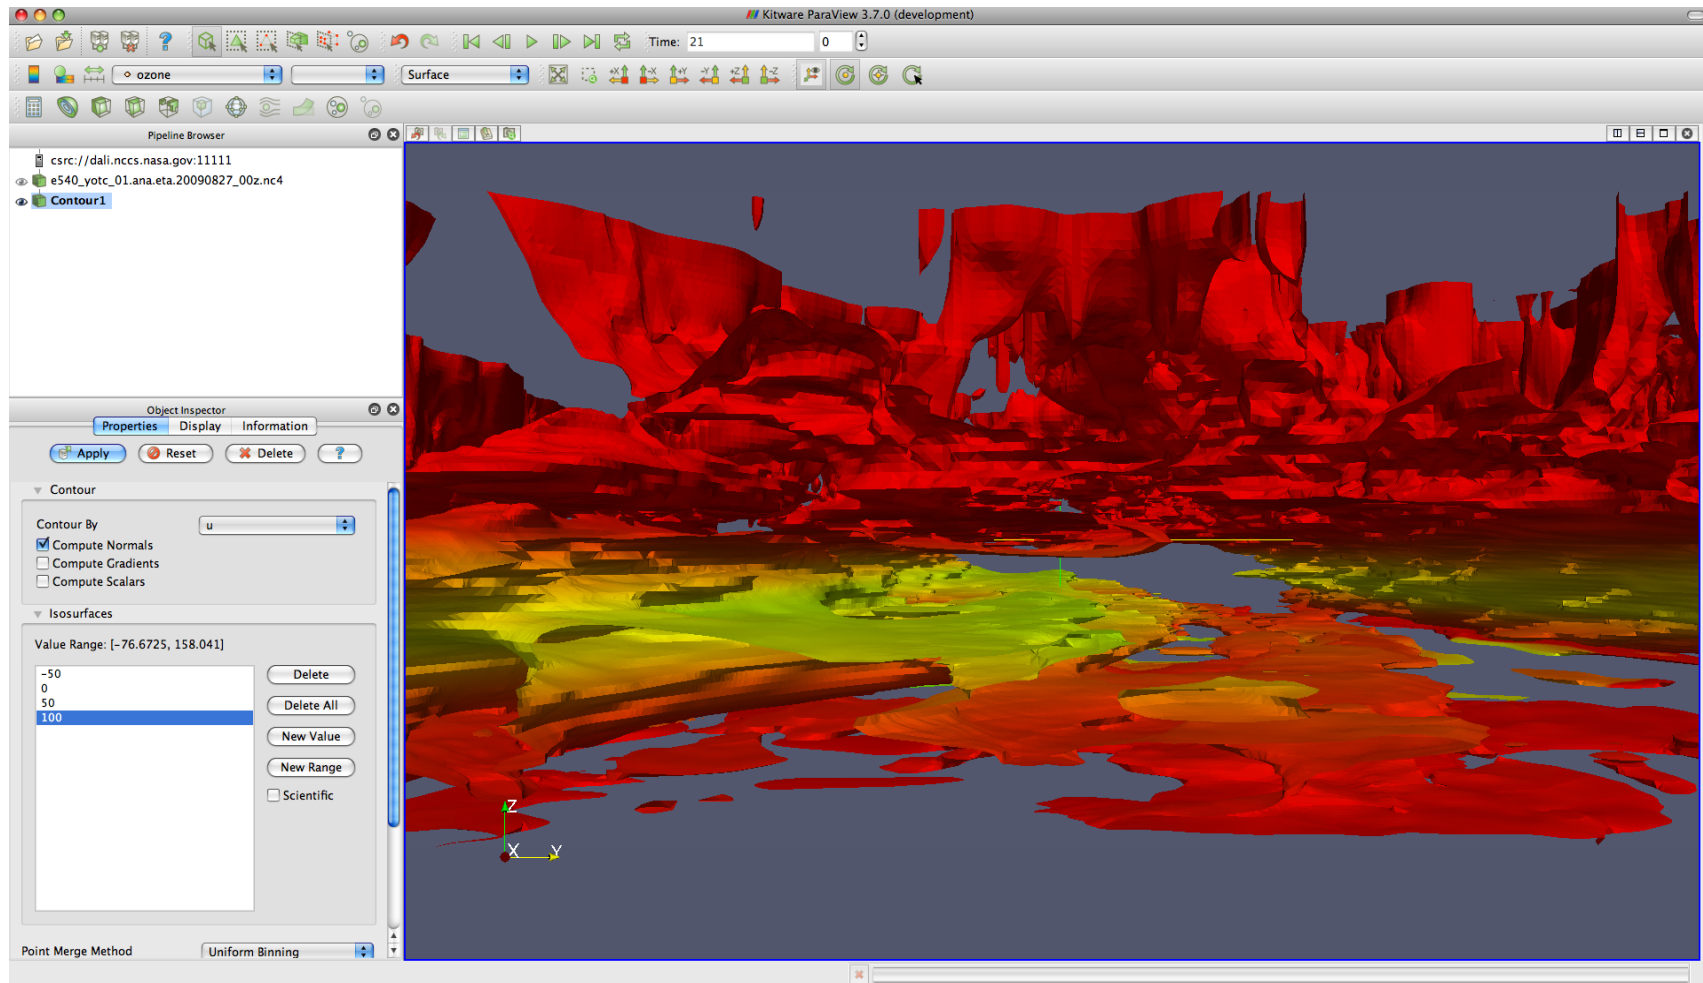 Kitware ParaView 3.7.0 (development)
Time: 21 0
ozone Surface
Pipeline Browser
csrc://dali.nccs.nasa.gov:11111
e540_yotc_01.ana.eta.20090827_00z.nc4
Contour1
Object Inspector
Properties Display Information
Apply Reset Delete ?
Contour
Contour By u
Compute Normals
Compute Gradients
Compute Scalars
Isosurfaces
Value Range: [-76.6725, 158.041]
-50
0
50
100
Delete
Delete All
New Value
New Range
Scientific
Point Merge Method Uniform Binning
Z
X Y